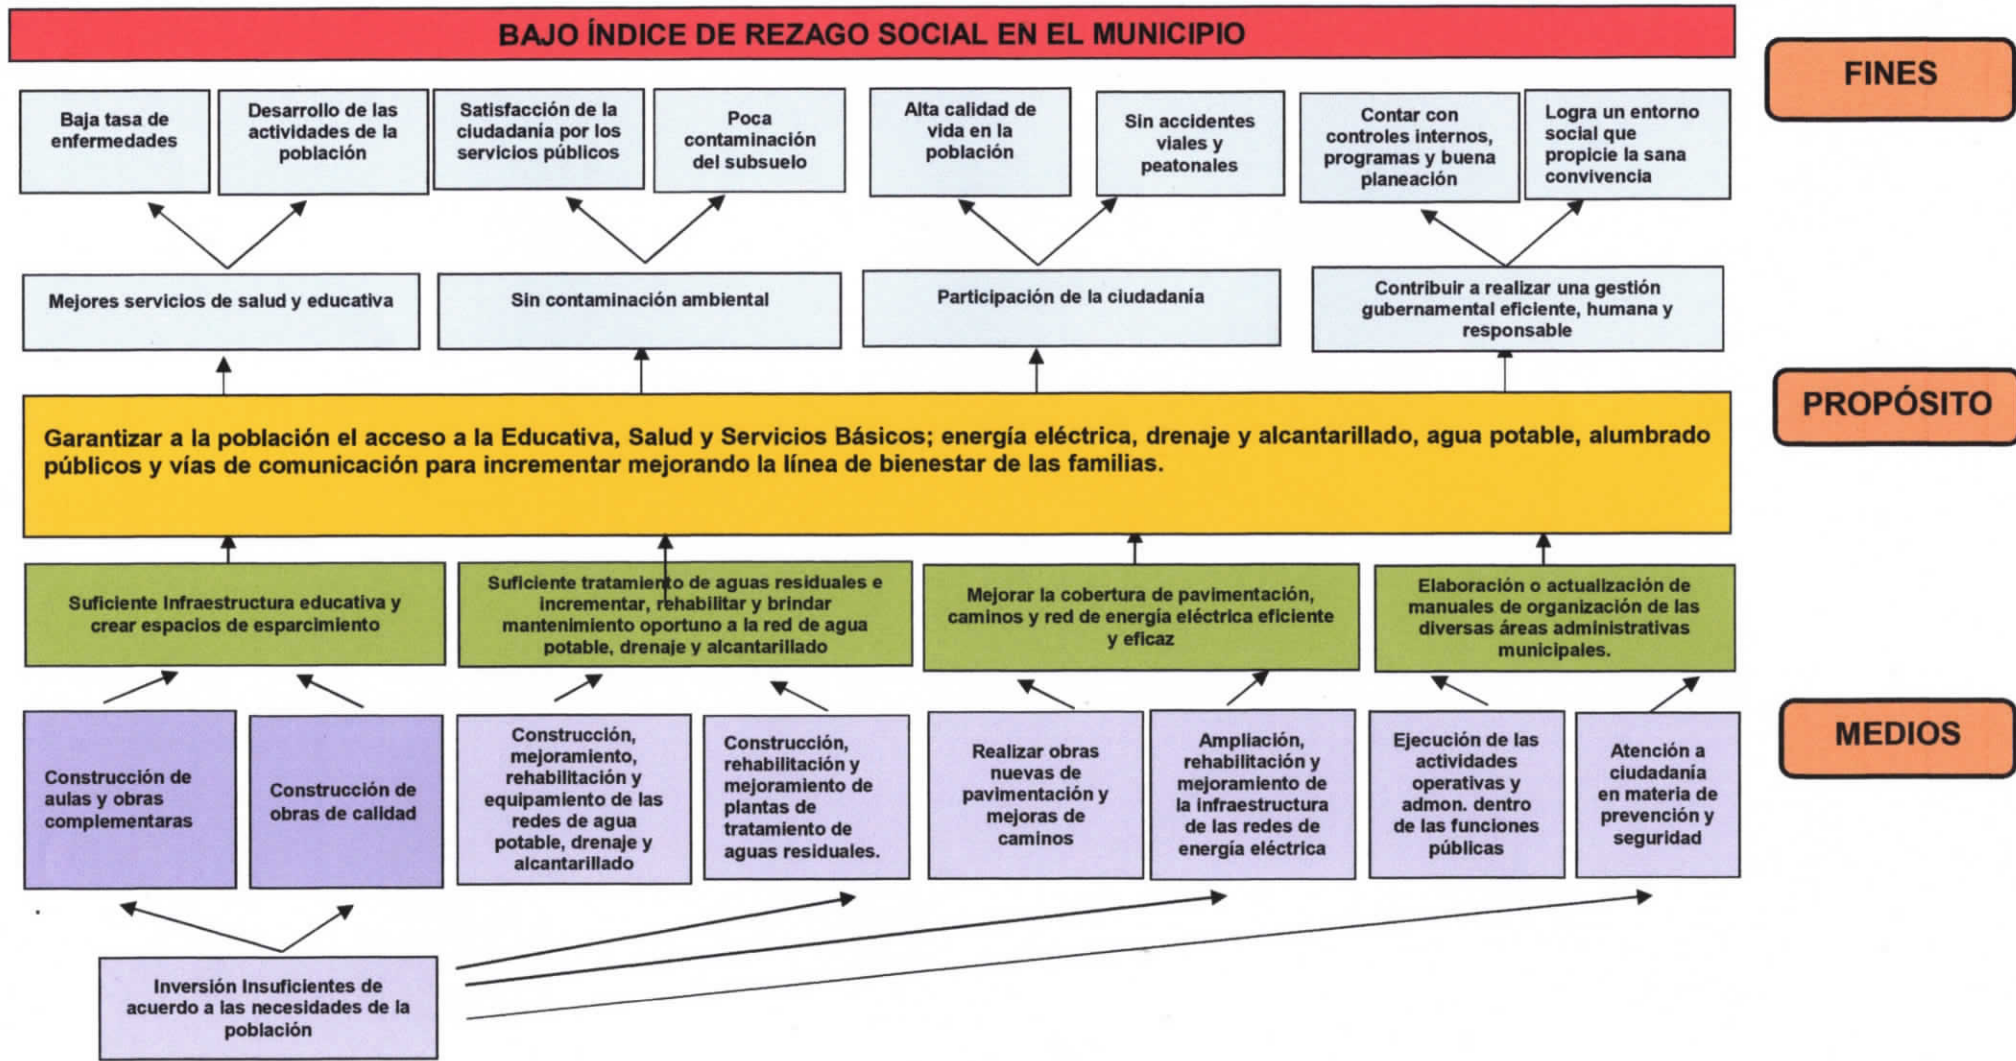 BAJO ÍNDICE DE REZAGO SOCIAL EN EL MUNICIPIO
FINES
Baja tasa de
enfermedades
Desarrollo de las
actividades de la
población
Satisfacción de la
ciudadanía por los
servicios públicos
Poca
contaminación
del subsuelo
Alta calidad de
vida en la
población
Sin accidentes
viales y
peatonales
Contar con
controles internos,
programas y buena
planeación
Logra un entorno
social que
propicie la sana
convivencia
Mejores servicios de salud y educativa
Sin contaminación ambiental
Participación de la ciudadanía
Contribuir a realizar una gestión
gubernamental eficiente, humana y
responsable
PROPÓSITO
Garantizar a la población el acceso a la Educativa, Salud y Servicios Básicos; energía eléctrica, drenaje y alcantarillado, agua potable, alumbrado
públicos y vías de comunicación para incrementar mejorando la línea de bienestar de las familias.
Suficiente Infraestructura educativa y
crear espacios de esparcimiento
Suficiente tratamiento de aguas residuales e
incrementar, rehabilitar y brindar
mantenimiento oportuno a la red de agua
potable, drenaje y alcantarillado
Mejorar la cobertura de pavimentación,
caminos y red de energía eléctrica eficiente
y eficaz
Elaboración o actualización de
manuales de organización de las
diversas áreas administrativas
municipales.
MEDIOS
Construcción de
aulas y obras
complementaras
Construcción de
obras de calidad
Construcción,
mejoramiento,
rehabilitación y
equipamiento de las
redes de agua
potable, drenaje y
alcantarillado
Construcción,
rehabilitación y
mejoramiento de
plantas de
tratamiento de
aguas residuales.
Realizar obras
nuevas de
pavimentación y
mejoras de
caminos
Ampliación,
rehabilitación y
mejoramiento de
la infraestructura
de las redes de
energía eléctrica
Ejecución de las
actividades
operativas y
admon. dentro
de las funciones
públicas
Atención a
ciudadanía
en materia de
prevención y
seguridad
Inversión Insuficientes de
acuerdo a las necesidades de la
población